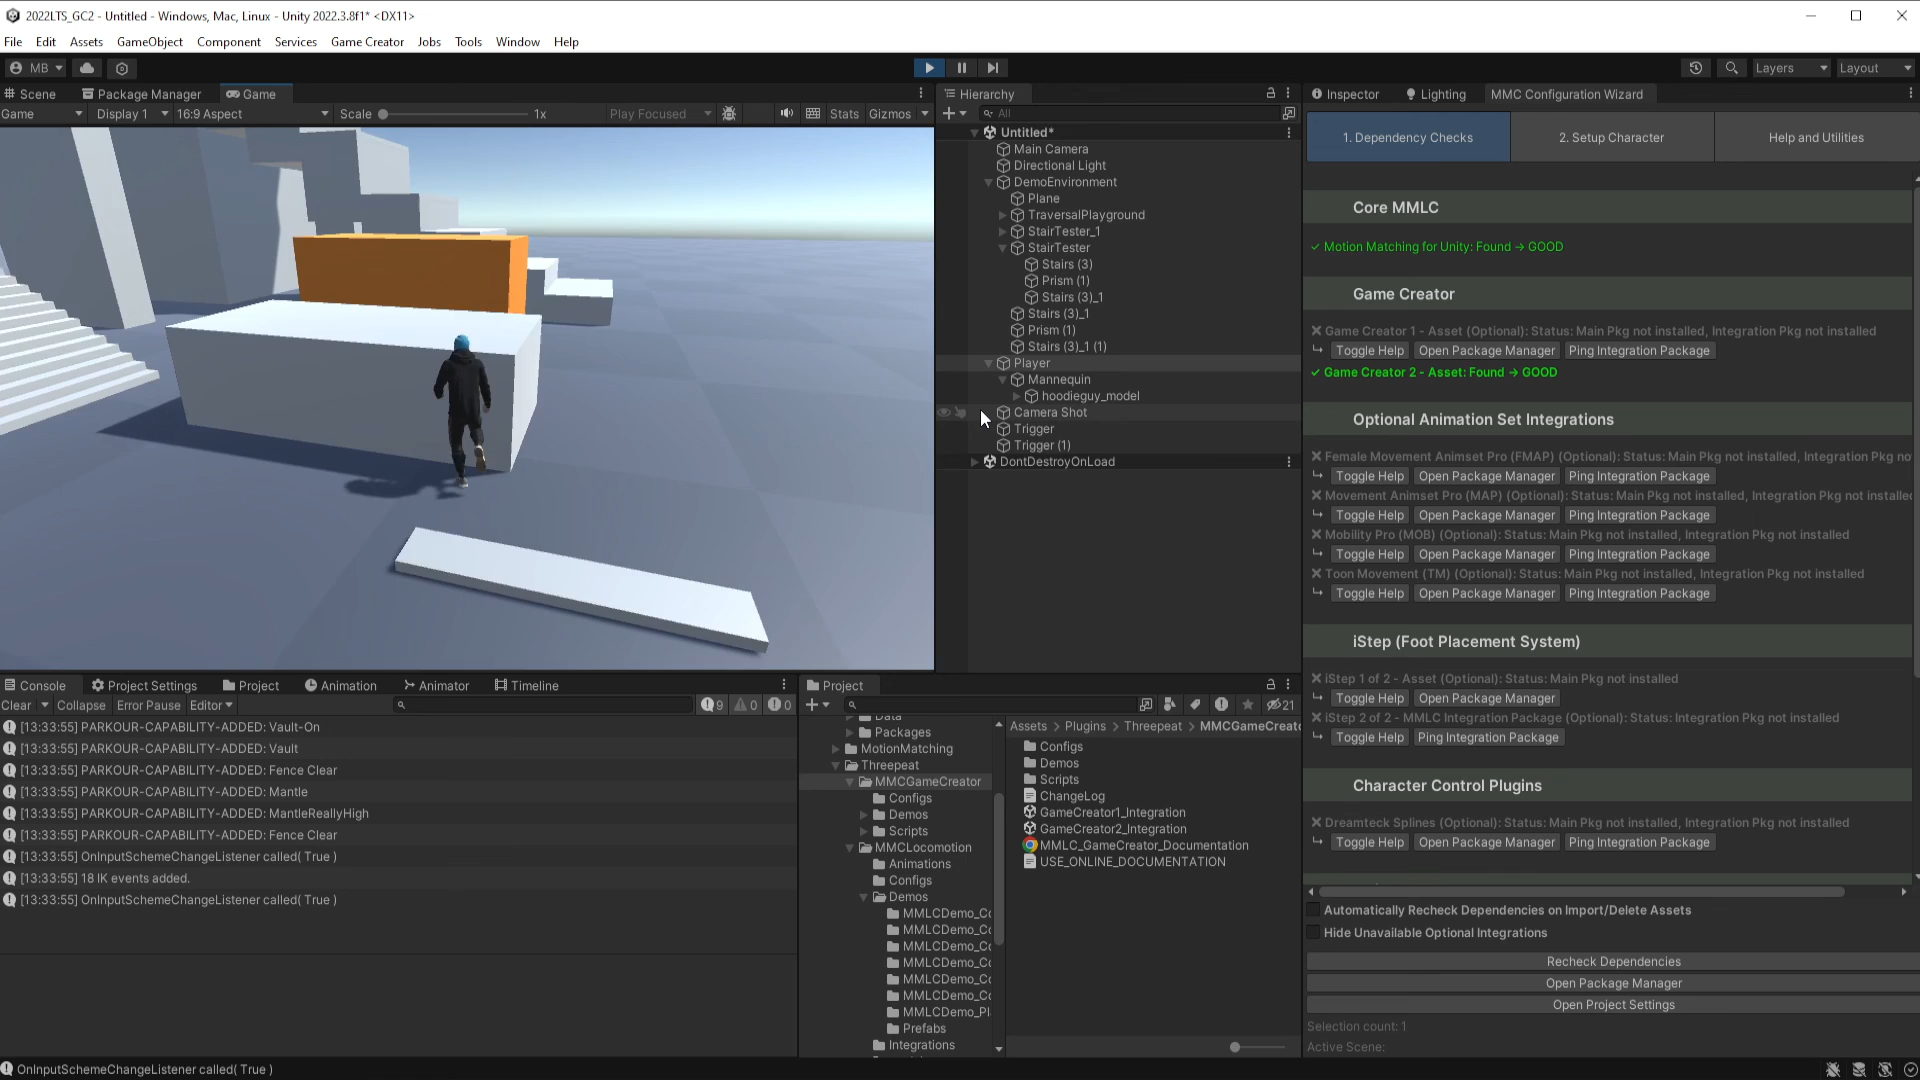 2022LTS_GC2 - Untitled - Windows, Mac, Linux - Unity 2022.3.8f1* <DX11>
File Edit Assets GameObject Component Services Game Creator Jobs Tools Window Help
MB Layers Layout
Scene Package Manager Game
Game Display 1 16:9 Aspect Scale 1x Play Focused Stats Gizmos
Hierarchy
All
Untitled*
Main Camera
Directional Light
DemoEnvironment
Plane
TraversalPlayground
StairTester_1
StairTester
Stairs (3)
Prism (1)
Stairs (3)_1
Stairs (3)_1
Prism (1)
Stairs (3)_1 (1)
Player
Mannequin
hoodieguy_model
Camera Shot
Trigger
Trigger (1)
DontDestroyOnLoad
Inspector Lighting MMC Configuration Wizard
1. Dependency Checks 2. Setup Character Help and Utilities
Core MMLC
✓ Motion Matching for Unity: Found → GOOD
Game Creator
✕ Game Creator 1 - Asset (Optional): Status: Main Pkg not installed, Integration Pkg not installed
Toggle Help Open Package Manager Ping Integration Package
✓ Game Creator 2 - Asset: Found → GOOD
Optional Animation Set Integrations
✕ Female Movement Animset Pro (FMAP) (Optional): Status: Main Pkg not installed, Integration Pkg no
Toggle Help Open Package Manager Ping Integration Package
✕ Movement Animset Pro (MAP) (Optional): Status: Main Pkg not installed, Integration Pkg not installe
Toggle Help Open Package Manager Ping Integration Package
✕ Mobility Pro (MOB) (Optional): Status: Main Pkg not installed, Integration Pkg not installed
Toggle Help Open Package Manager Ping Integration Package
✕ Toon Movement (TM) (Optional): Status: Main Pkg not installed, Integration Pkg not installed
Toggle Help Open Package Manager Ping Integration Package
iStep (Foot Placement System)
✕ iStep 1 of 2 - Asset (Optional): Status: Main Pkg not installed
Toggle Help Open Package Manager
✕ iStep 2 of 2 - MMLC Integration Package (Optional): Status: Integration Pkg not installed
Toggle Help Ping Integration Package
Character Control Plugins
✕ Dreamteck Splines (Optional): Status: Main Pkg not installed, Integration Pkg not installed
Toggle Help Open Package Manager Ping Integration Package
Automatically Recheck Dependencies on Import/Delete Assets
Hide Unavailable Optional Integrations
Recheck Dependencies
Open Package Manager
Open Project Settings
Selection count: 1
Active Scene:
Console Project Settings Project Animation Animator Timeline
Clear Collapse Error Pause Editor 9 0 0
[13:33:55] PARKOUR-CAPABILITY-ADDED: Vault-On
[13:33:55] PARKOUR-CAPABILITY-ADDED: Vault
[13:33:55] PARKOUR-CAPABILITY-ADDED: Fence Clear
[13:33:55] PARKOUR-CAPABILITY-ADDED: Mantle
[13:33:55] PARKOUR-CAPABILITY-ADDED: MantleReallyHigh
[13:33:55] PARKOUR-CAPABILITY-ADDED: Fence Clear
[13:33:55] OnInputSchemeChangeListener called( True )
[13:33:55] 18 IK events added.
[13:33:55] OnInputSchemeChangeListener called( True )
Project
21
Data
Packages
MotionMatching
Threepeat
MMCGameCreator
Configs
Demos
Scripts
MMCLocomotion
Animations
Configs
Demos
MMLCDemo_Co
MMLCDemo_Co
MMLCDemo_Co
MMLCDemo_Co
MMLCDemo_Co
MMLCDemo_Co
MMLCDemo_Pl
Prefabs
Integrations
Assets > Plugins > Threepeat > MMCGameCreato
Configs
Demos
Scripts
ChangeLog
GameCreator1_Integration
GameCreator2_Integration
MMLC_GameCreator_Documentation
USE_ONLINE_DOCUMENTATION
OnInputSchemeChangeListener called( True )